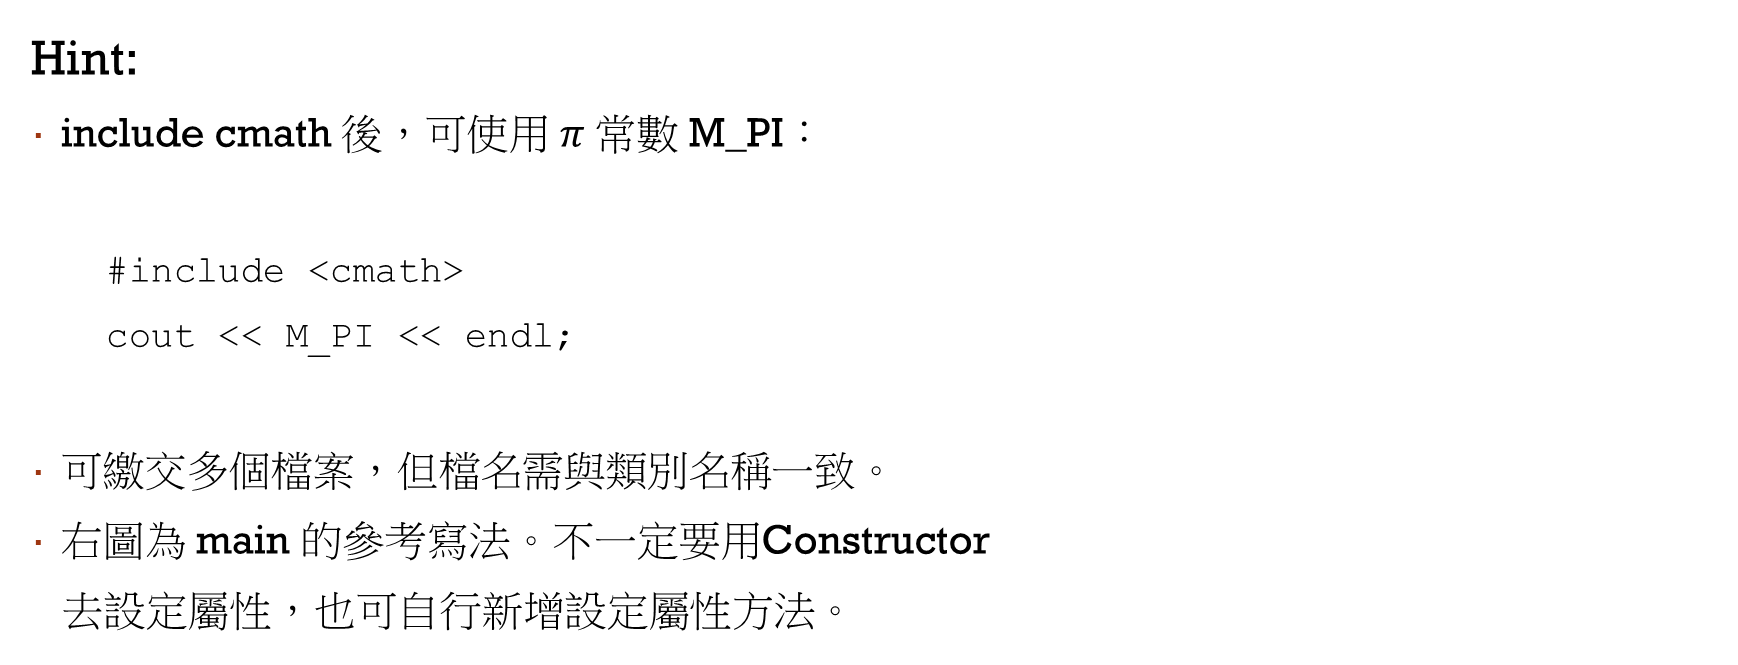 Hint:
▪ include cmath 後，可使用 π 常數 M_PI：
#include <cmath>
cout << M_PI << endl;
▪ 可繳交多個檔案，但檔名需與類別名稱一致。
▪ 右圖為 main 的參考寫法。不一定要用Constructor
去設定屬性，也可自行新增設定屬性方法。